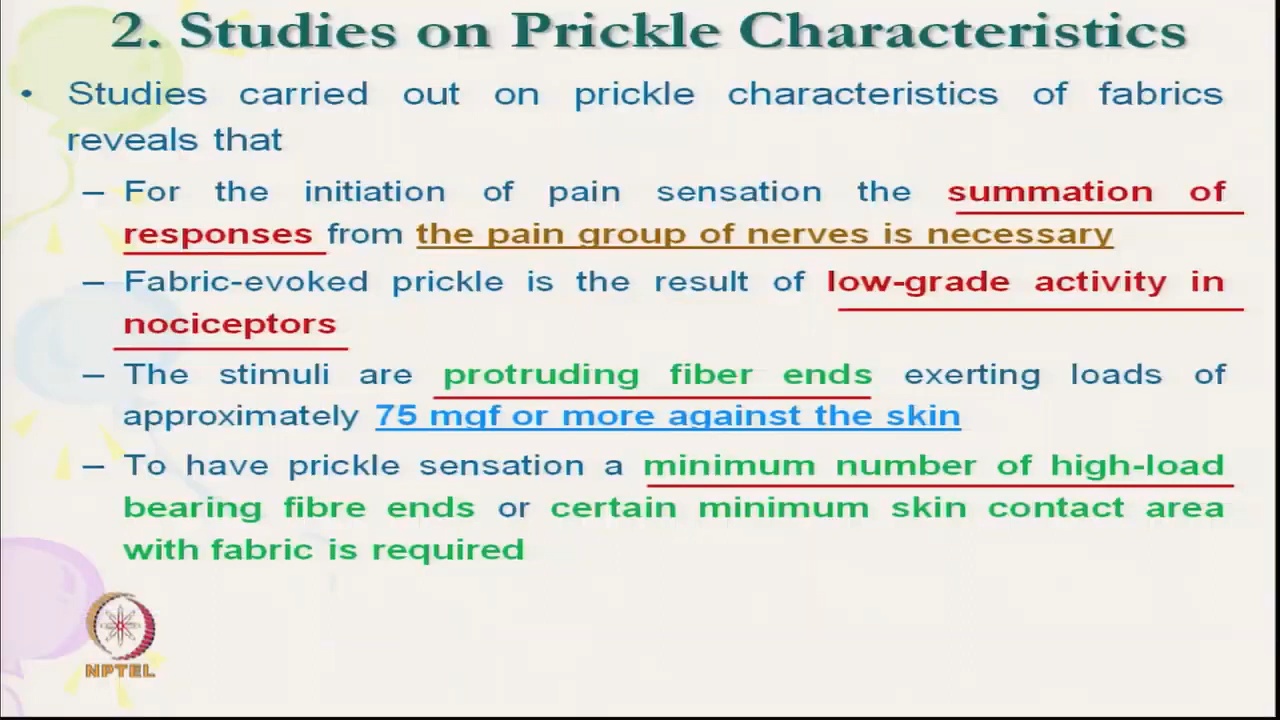 2. Studies on Prickle Characteristics
• Studies carried out on prickle characteristics of fabrics
reveals that
– For the initiation of pain sensation the summation of
responses from the pain group of nerves is necessary
– Fabric-evoked prickle is the result of low-grade activity in
nociceptors
– The stimuli are protruding fiber ends exerting loads of
approximately 75 mgf or more against the skin
– To have prickle sensation a minimum number of high-load
bearing fibre ends or certain minimum skin contact area
with fabric is required
NPTEL